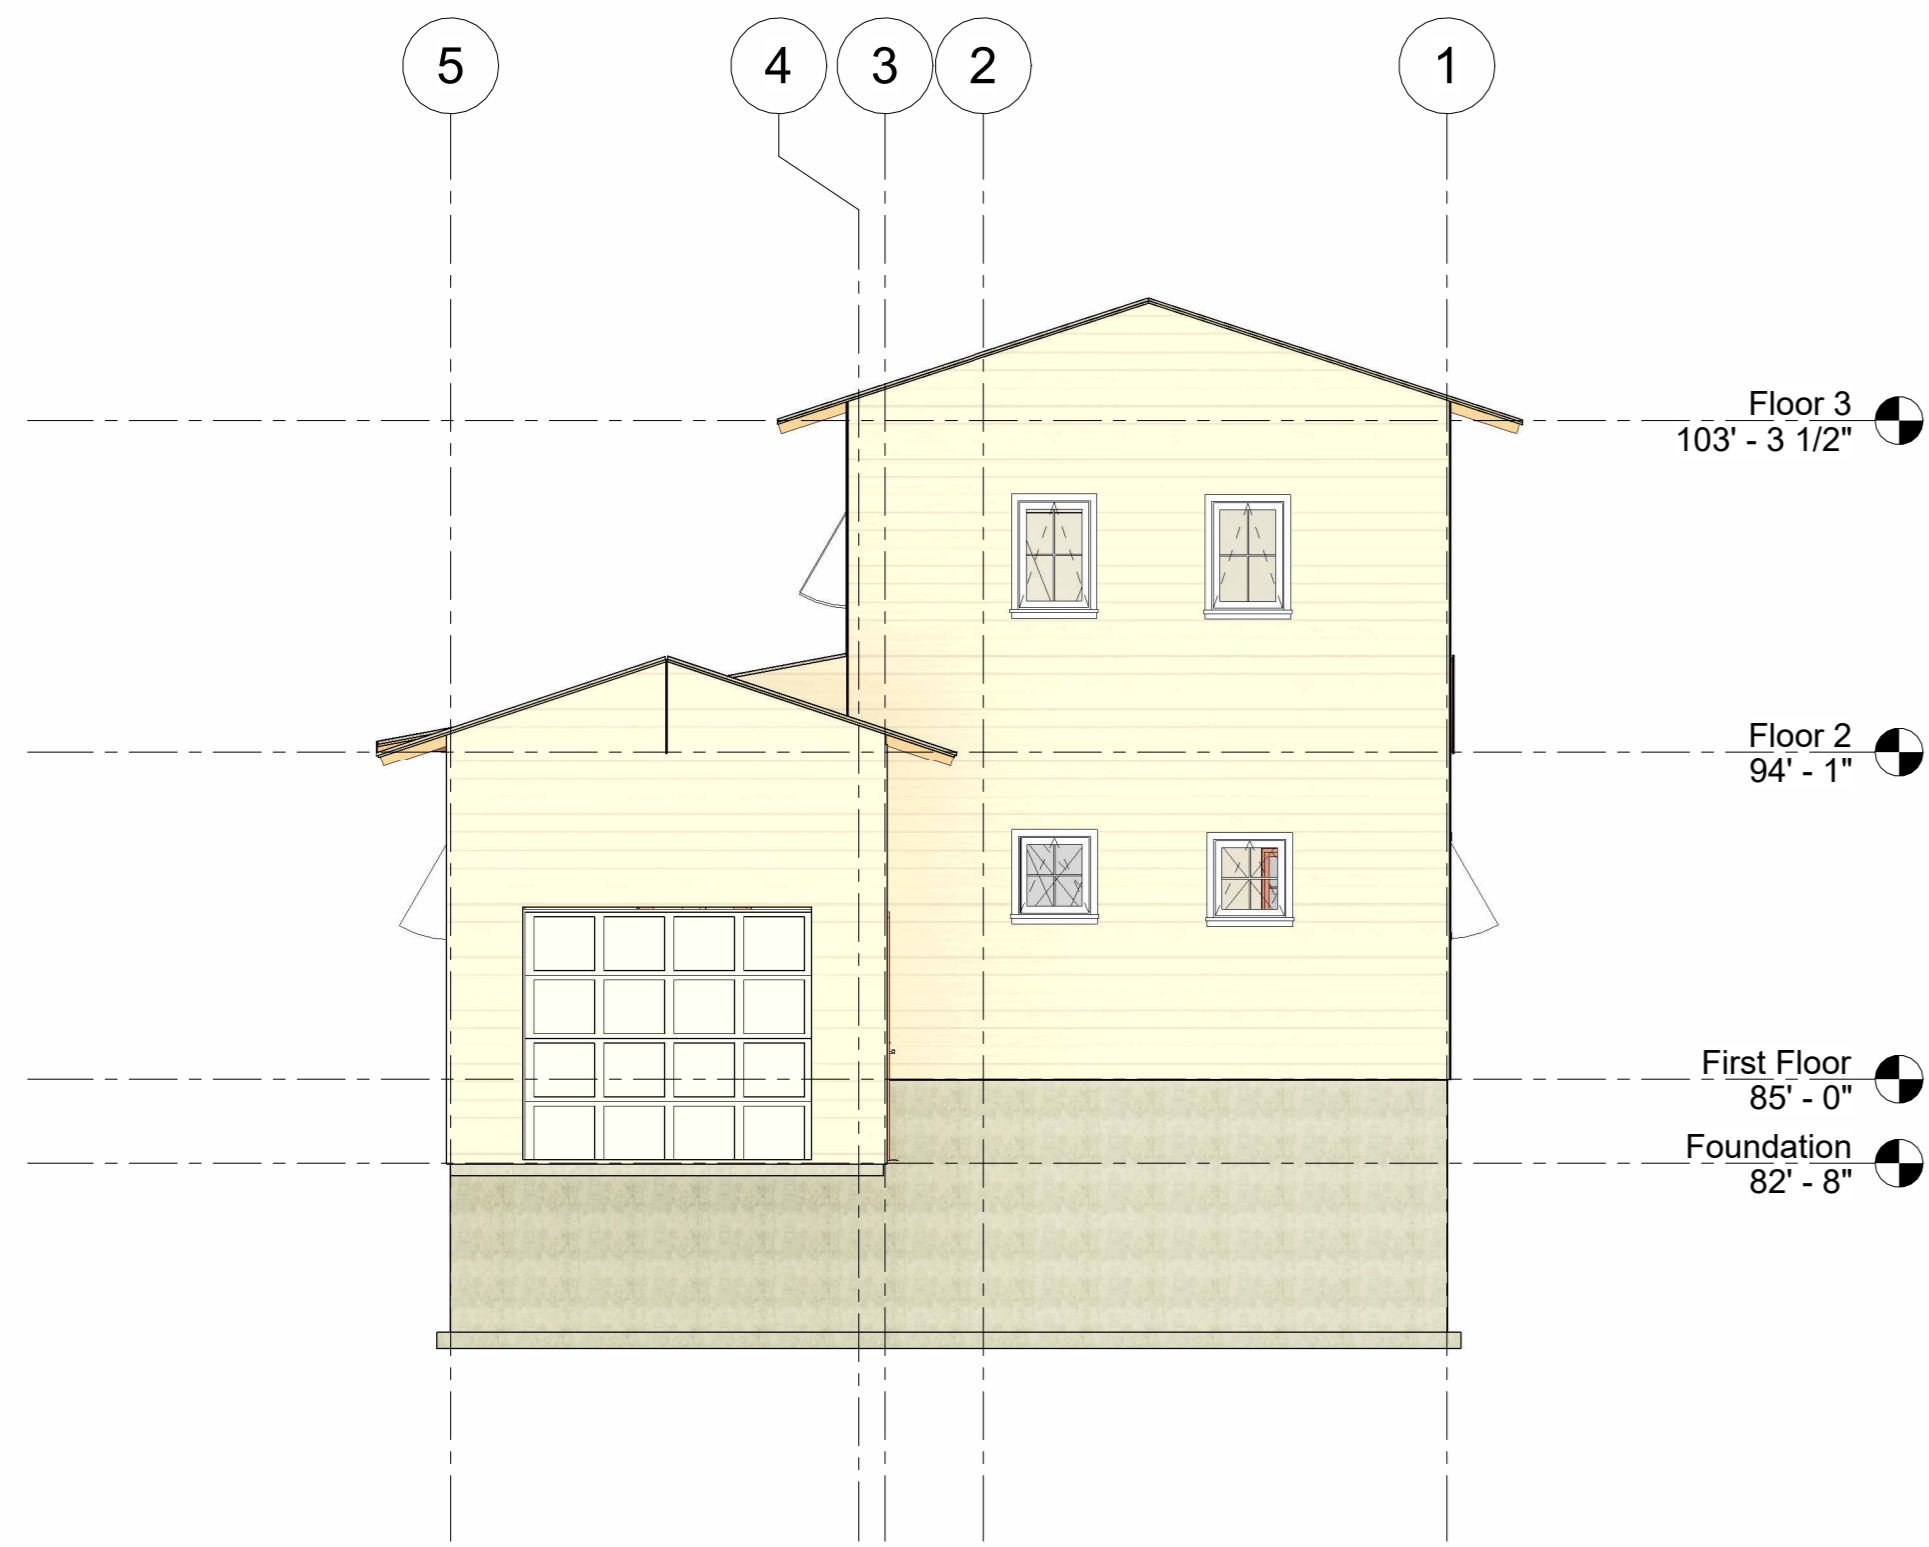 5
4
3
2
1
Floor 3
103' - 3 1/2"
Floor 2
94' - 1"
First Floor
85' - 0"
Foundation
82' - 8"